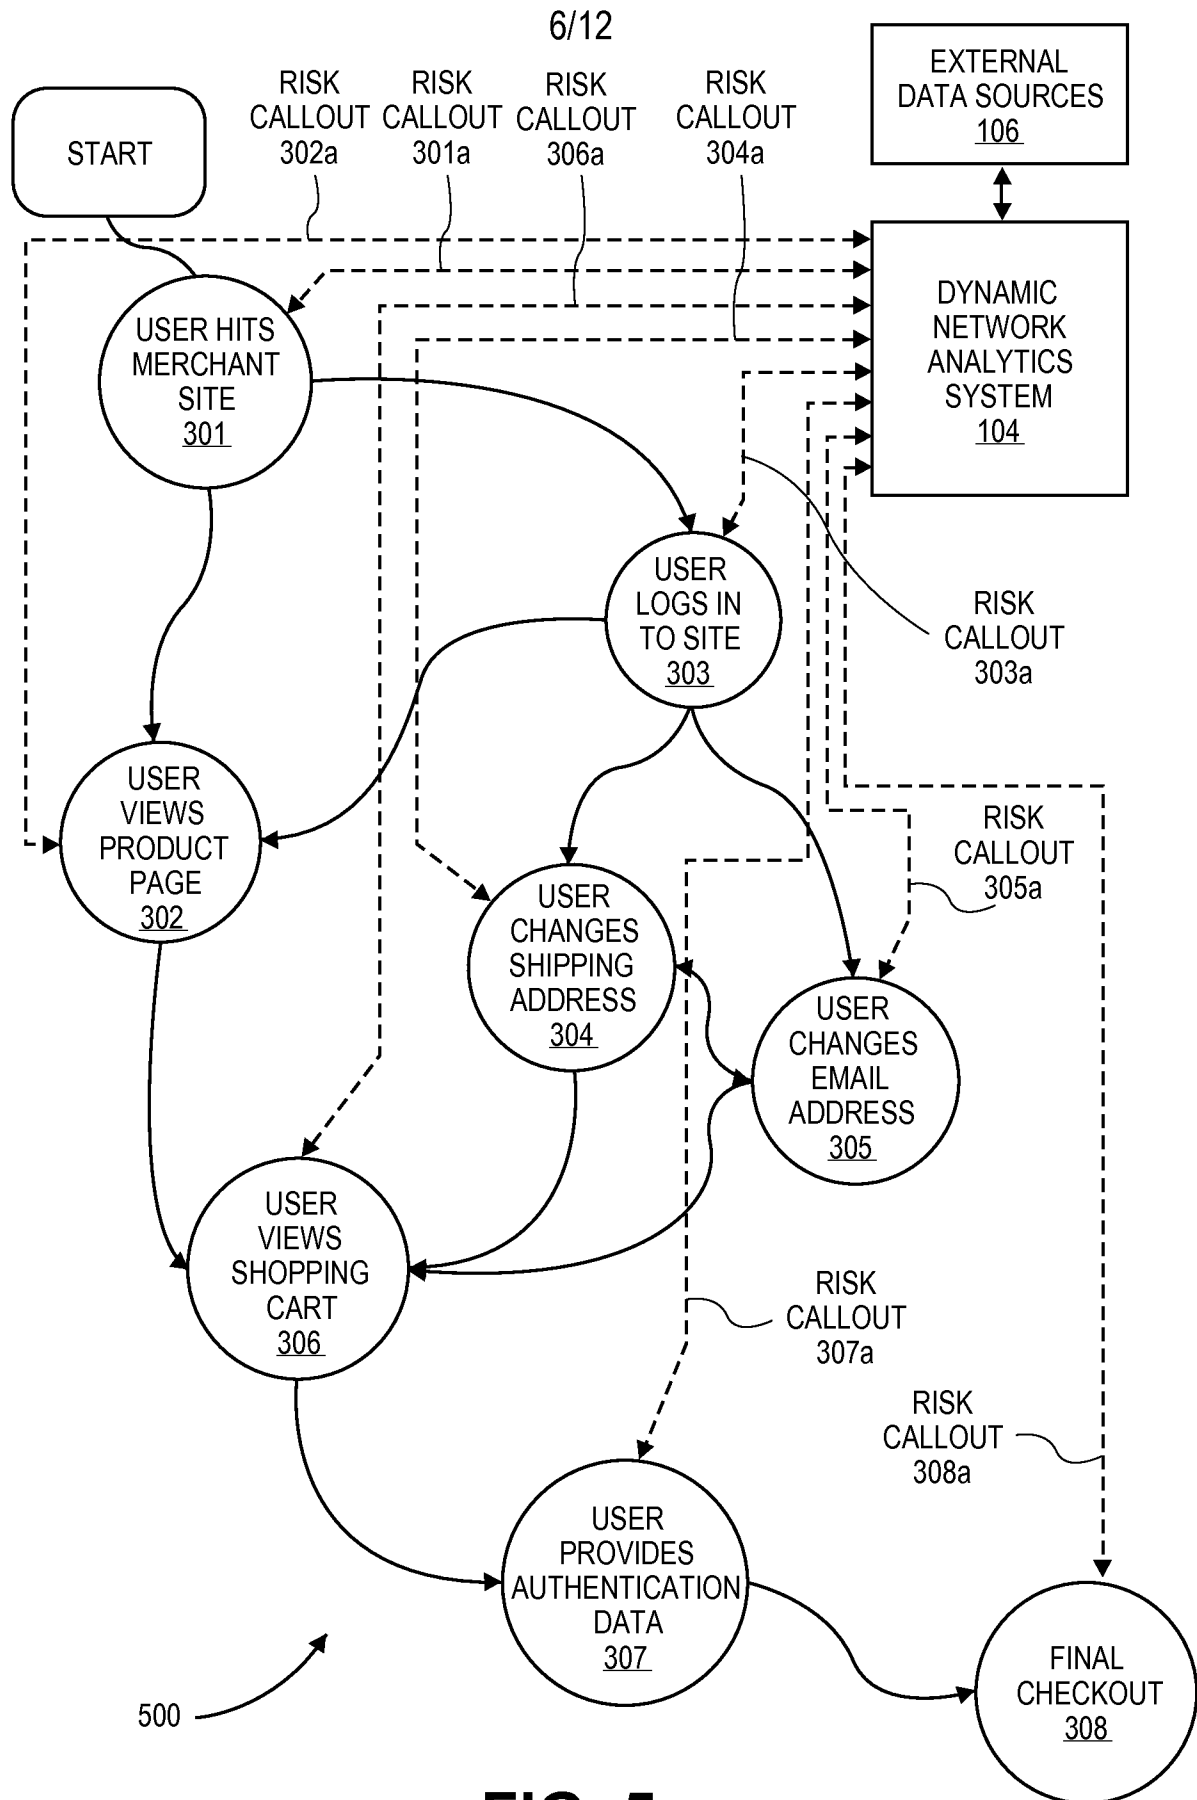 6/12
START
RISK
CALLOUT
302a
RISK
CALLOUT
301a
RISK
CALLOUT
306a
RISK
CALLOUT
304a
EXTERNAL
DATA SOURCES
106
DYNAMIC
NETWORK
ANALYTICS
SYSTEM
104
USER HITS
MERCHANT
SITE
301
USER
LOGS IN
TO SITE
303
RISK
CALLOUT
303a
USER
VIEWS
PRODUCT
PAGE
302
RISK
CALLOUT
305a
USER
CHANGES
SHIPPING
ADDRESS
304
USER
CHANGES
EMAIL
ADDRESS
305
USER
VIEWS
SHOPPING
CART
306
RISK
CALLOUT
307a
RISK
CALLOUT
308a
USER
PROVIDES
AUTHENTICATION
DATA
307
FINAL
CHECKOUT
308
500